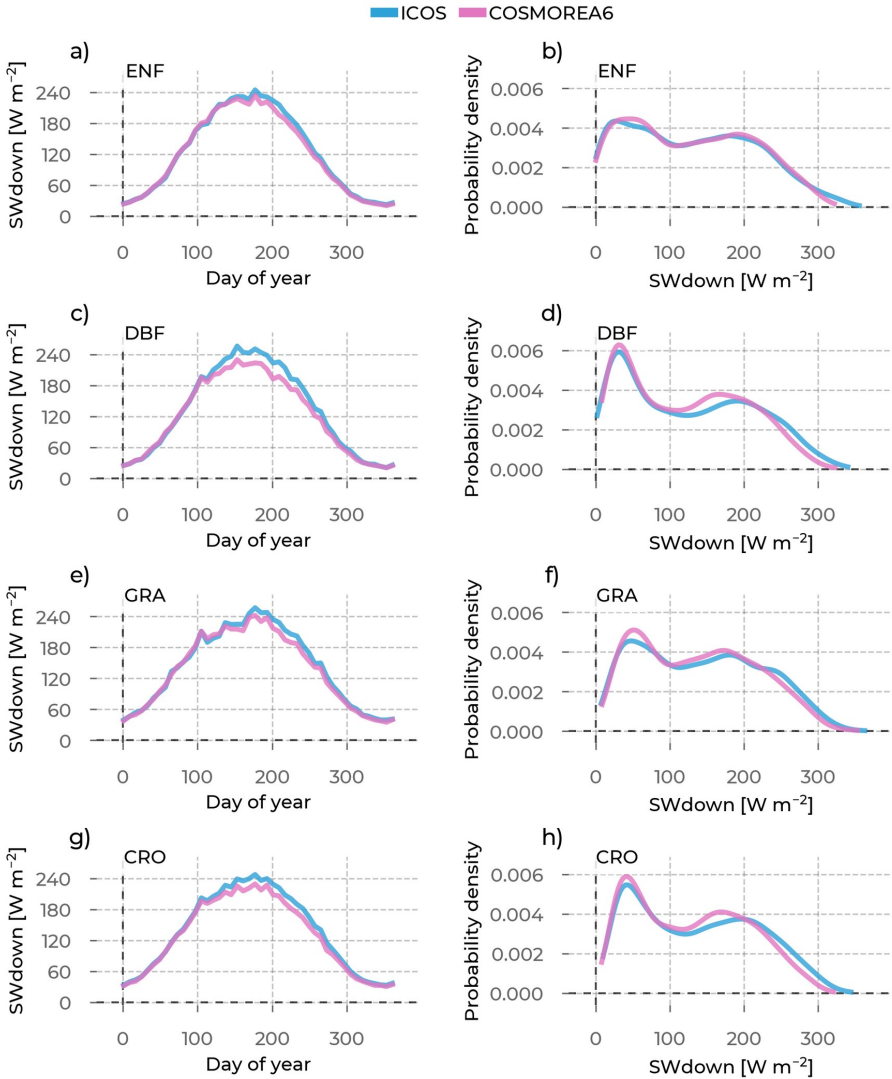 ICOS COSMOREA6
a) b)
ENF ENF
SWdown [W m⁻²]
240
180
120
60
0
0 100 200 300
Day of year
Probability density
0.006
0.004
0.002
0.000
0 100 200 300
SWdown [W m⁻²]
c) d)
DBF DBF
SWdown [W m⁻²]
240
180
120
60
0
0 100 200 300
Day of year
Probability density
0.006
0.004
0.002
0.000
0 100 200 300
SWdown [W m⁻²]
e) f)
GRA GRA
SWdown [W m⁻²]
240
180
120
60
0
0 100 200 300
Day of year
Probability density
0.006
0.004
0.002
0.000
0 100 200 300
SWdown [W m⁻²]
g) h)
CRO CRO
SWdown [W m⁻²]
240
180
120
60
0
0 100 200 300
Day of year
Probability density
0.006
0.004
0.002
0.000
0 100 200 300
SWdown [W m⁻²]